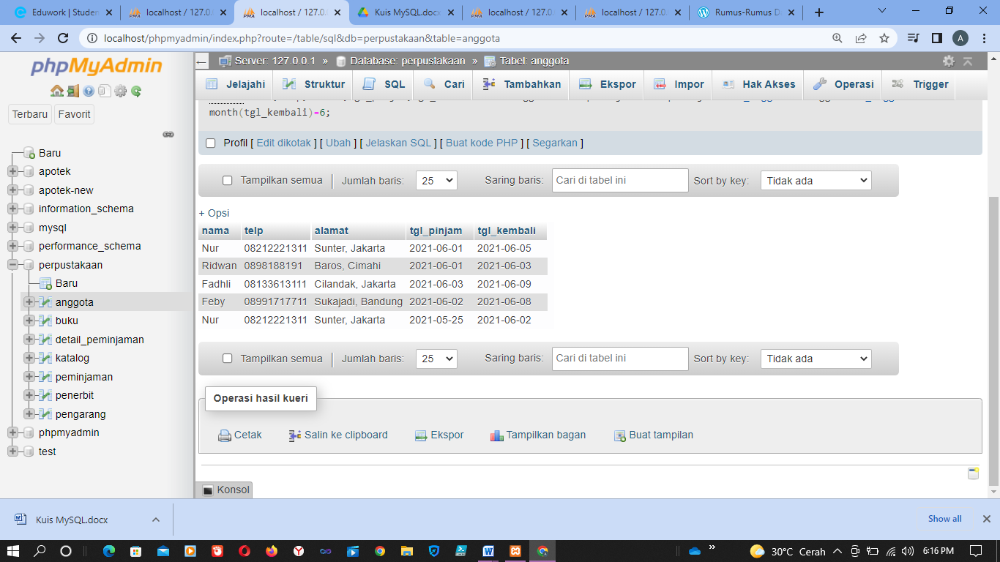 Eduwork | Studen
localhost / 127.0.
localhost / 127.0.
Kuis MySQL.docx
localhost / 127.0.
localhost / 127.0.
Rumus-Rumus D
localhost/phpmyadmin/index.php?route=/table/sql&db=perpustakaan&table=anggota
A
phpMyAdmin
Terbaru
Favorit
Baru
apotek
apotek-new
information_schema
mysql
performance_schema
perpustakaan
Baru
anggota
buku
detail_peminjaman
katalog
peminjaman
penerbit
pengarang
phpmyadmin
test
Server: 127.0.0.1 » Database: perpustakaan » Tabel: anggota
Jelajahi Struktur SQL Cari Tambahkan Ekspor Impor Hak Akses Operasi Trigger
month(tgl_kembali)=6;
Profil [ Edit dikotak ] [ Ubah ] [ Jelaskan SQL ] [ Buat kode PHP ] [ Segarkan ]
Tampilkan semua | Jumlah baris: 25 Saring baris: Cari di tabel ini Sort by key: Tidak ada
+ Opsi
nama telp alamat tgl_pinjam tgl_kembali
Nur 08212221311 Sunter, Jakarta 2021-06-01 2021-06-05
Ridwan 0898188191 Baros, Cimahi 2021-06-01 2021-06-03
Fadhli 08133613111 Cilandak, Jakarta 2021-06-03 2021-06-09
Feby 08991717711 Sukajadi, Bandung 2021-06-02 2021-06-08
Nur 08212221311 Sunter, Jakarta 2021-05-25 2021-06-02
Tampilkan semua | Jumlah baris: 25 Saring baris: Cari di tabel ini Sort by key: Tidak ada
Operasi hasil kueri
Cetak Salin ke clipboard Ekspor Tampilkan bagan Buat tampilan
Konsol
Kuis MySQL.docx
Show all
30°C Cerah
6:16 PM